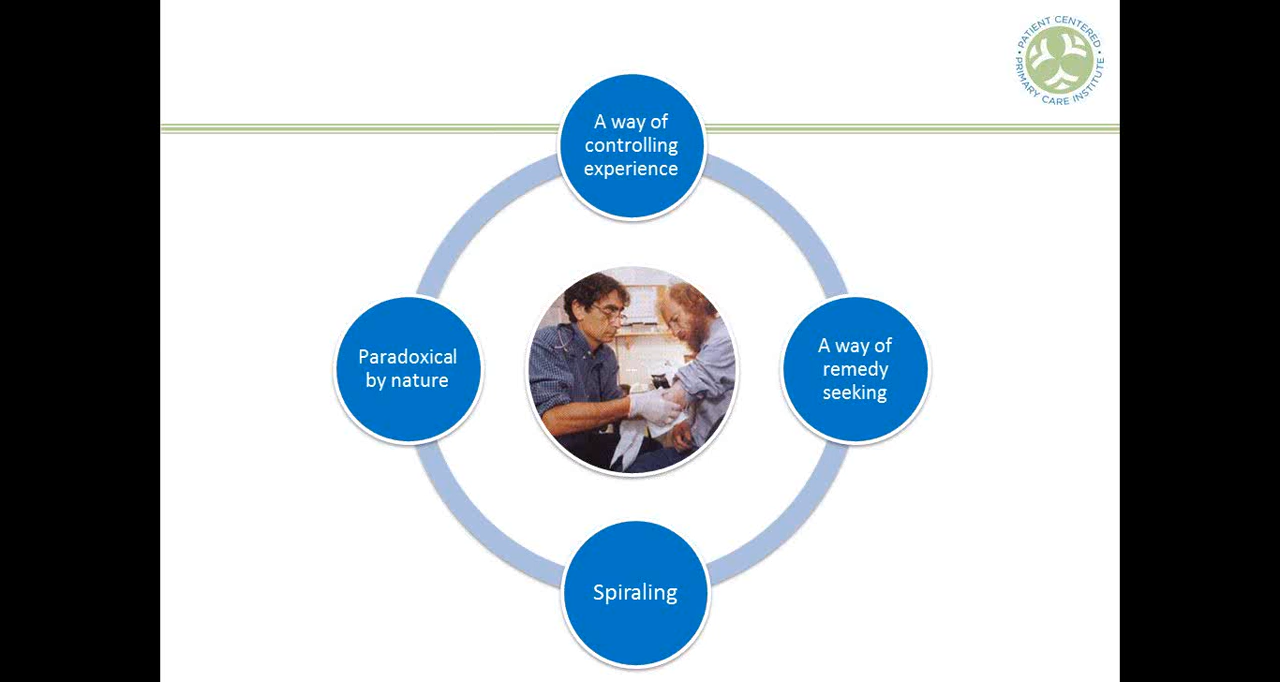 PATIENT CENTERED
PRIMARY CARE INSTITUTE
A way of
controlling
experience
Paradoxical
by nature
A way of
remedy
seeking
Spiraling